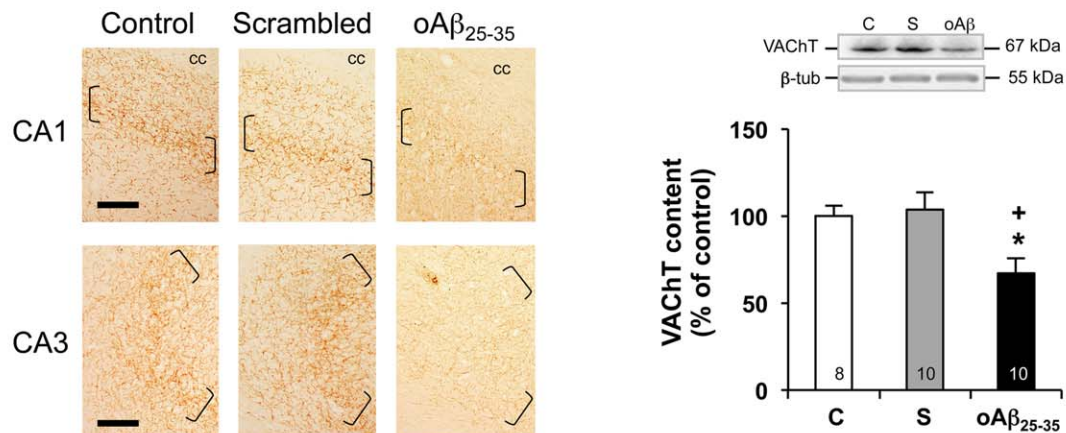 Control Scrambled oAβ₂₅₋₃₅
CA1
cc cc cc
CA3
C S oAβ
VAChT 67 kDa
β-tub 55 kDa
VAChT content
(% of control)
150
100
50
0
+
*
8 10 10
C S oAβ₂₅₋₃₅